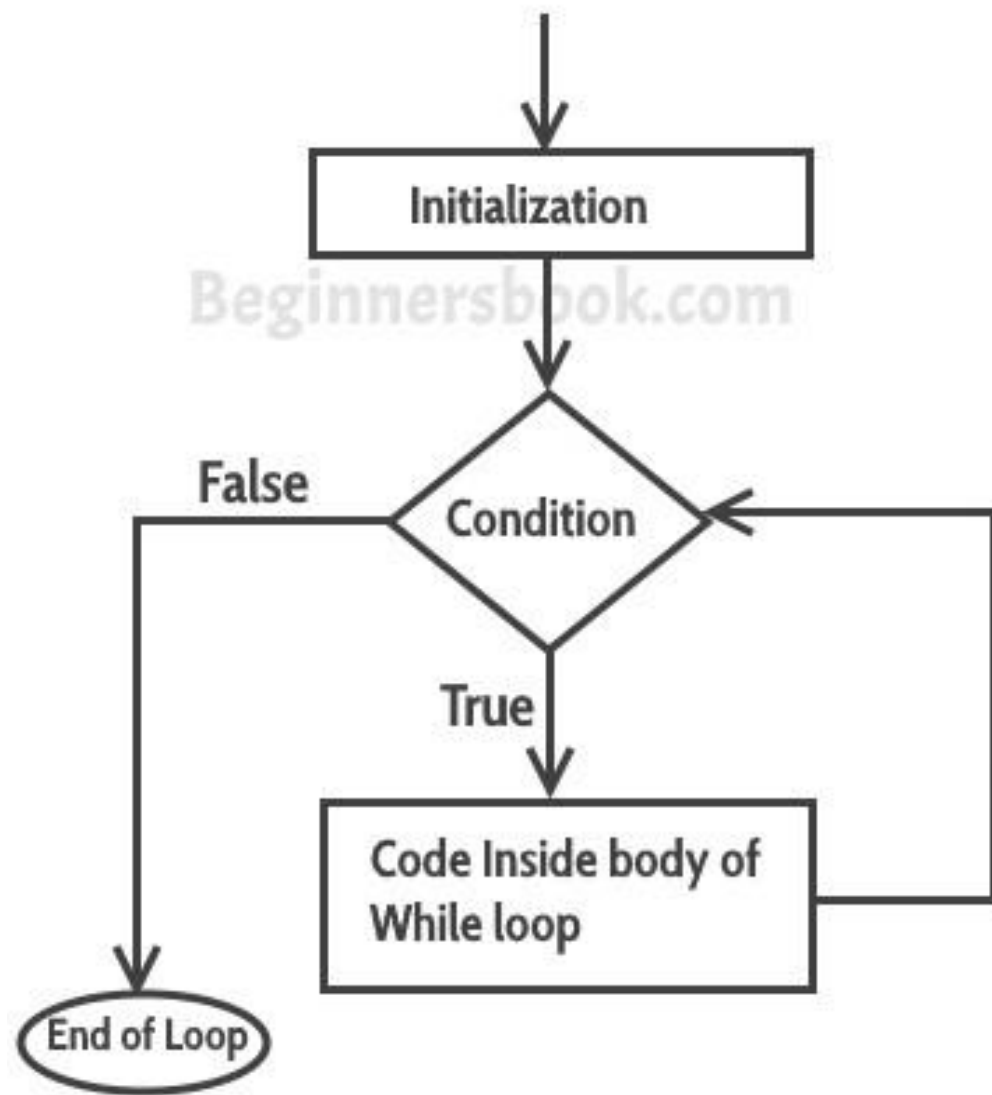 Initialization
Beginnersbook.com
False
Condition
True
Code Inside body of
While loop
End of Loop